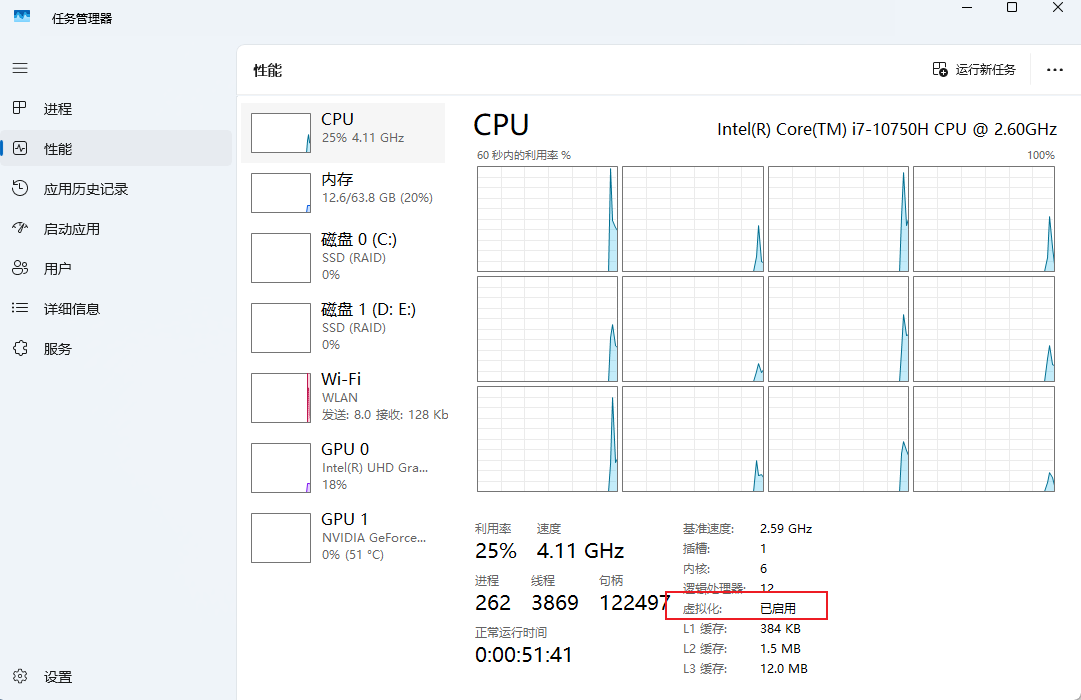 任务管理器
性能
运行新任务
进程
性能
应用历史记录
启动应用
用户
详细信息
服务
设置
CPU
25% 4.11 GHz
内存
12.6/63.8 GB (20%)
磁盘 0 (C:)
SSD (RAID)
0%
磁盘 1 (D: E:)
SSD (RAID)
0%
Wi-Fi
WLAN
发送: 8.0 接收: 128 Kb
GPU 0
Intel(R) UHD Gra...
18%
GPU 1
NVIDIA GeForce...
0% (51 °C)
CPU
Intel(R) Core(TM) i7-10750H CPU @ 2.60GHz
60 秒内的利用率 %
100%
利用率 速度
25% 4.11 GHz
进程 线程 句柄
262 3869 122497
正常运行时间
0:00:51:41
基准速度: 2.59 GHz
插槽: 1
内核: 6
逻辑处理器: 12
虚拟化: 已启用
L1 缓存: 384 KB
L2 缓存: 1.5 MB
L3 缓存: 12.0 MB